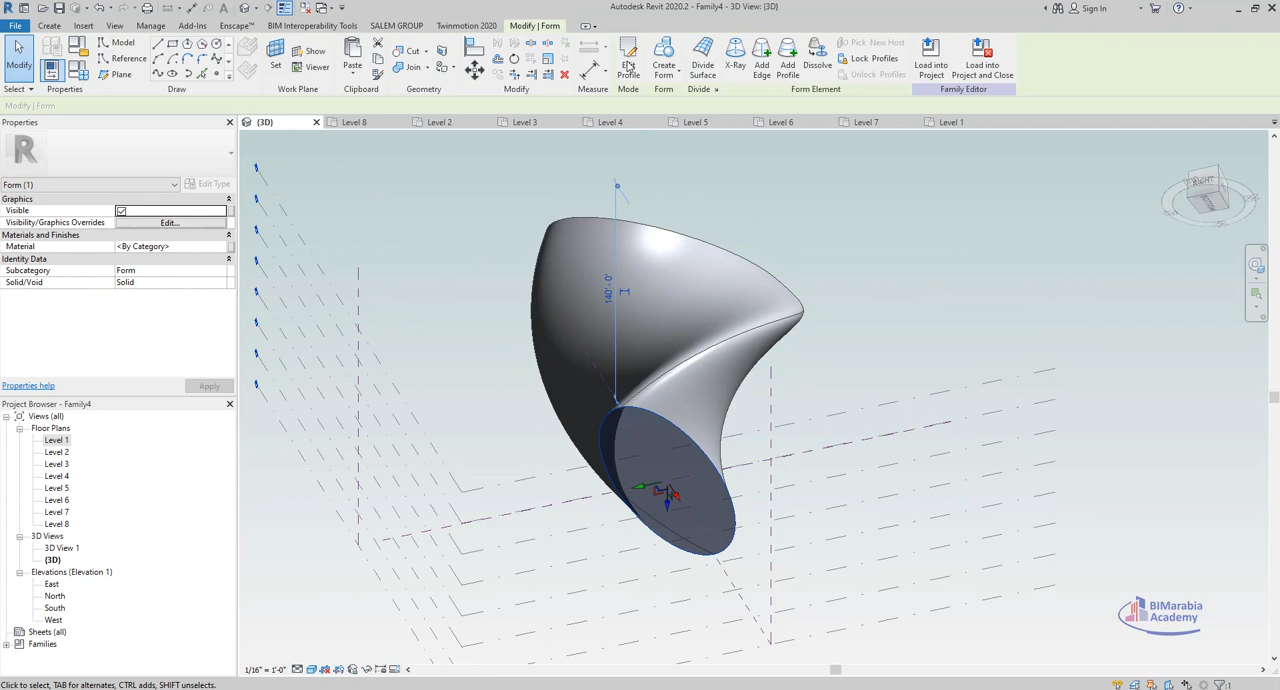 Autodesk Revit 2020.2 - Family4 - 3D View: {3D}
Sign In
File Create Insert View Manage Add-Ins Enscape™ BIM Interoperability Tools SALEM GROUP Twinmotion 2020 Modify | Form
Modify
Model
Reference
Plane
Set
Show
Viewer
Paste
Cut
Join
Edit Profile
Create Form
Divide Surface
X-Ray
Add Edge
Add Profile
Dissolve
Pick New Host
Lock Profiles
Unlock Profiles
Load into Project
Load into Project and Close
Select Properties Draw Work Plane Clipboard Geometry Modify Measure Mode Form Divide Form Element Family Editor
Modify | Form
Properties
(3D) Level 8 Level 2 Level 3 Level 4 Level 5 Level 6 Level 7 Level 1
Form (1) Edit Type
Graphics
Visible
Visibility/Graphics Overrides Edit...
Materials and Finishes
Material <By Category>
Identity Data
Subcategory Form
Solid/Void Solid
Properties help Apply
Project Browser - Family4
Views (all)
Floor Plans
Level 1
Level 2
Level 3
Level 4
Level 5
Level 6
Level 7
Level 8
3D Views
3D View 1
{3D}
Elevations (Elevation 1)
East
North
South
West
Sheets (all)
Families
140' - 0"
RIGHT
BOTTOM
BIMarabia
Academy
1/16" = 1'-0"
Click to select, TAB for alternates, CTRL adds, SHIFT unselects.
:1